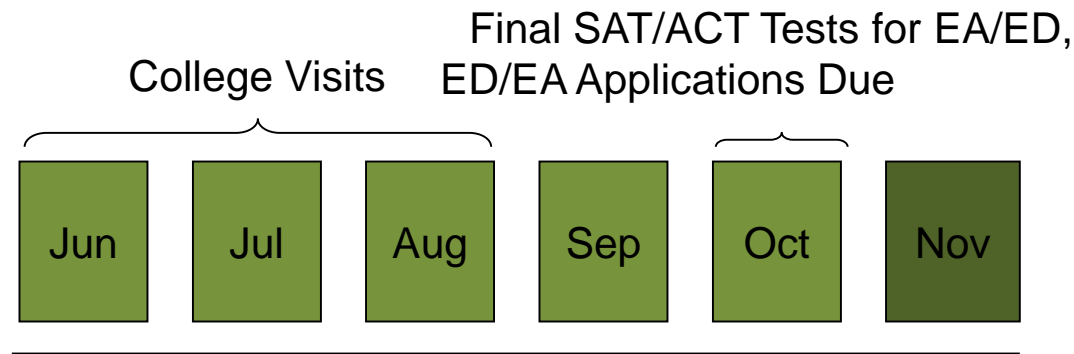 Final SAT/ACT Tests for EA/ED,
College Visits
ED/EA Applications Due
Jun
Jul
Aug
Sep
Oct
Nov